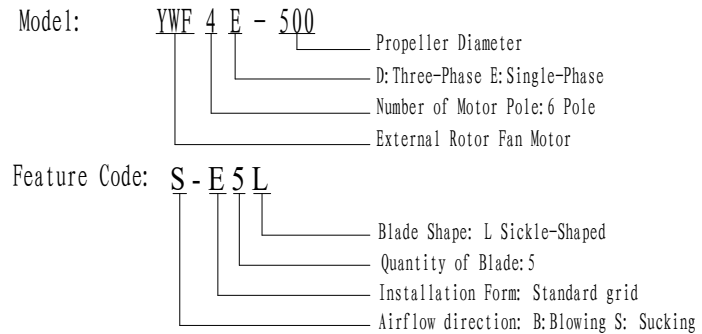 Model: YWF 4 E - 500
Propeller Diameter
D:Three-Phase E:Single-Phase
Number of Motor Pole:6 Pole
External Rotor Fan Motor
Feature Code: S - E 5 L
Blade Shape: L Sickle-Shaped
Quantity of Blade:5
Installation Form: Standard grid
Airflow direction: B:Blowing S: Sucking